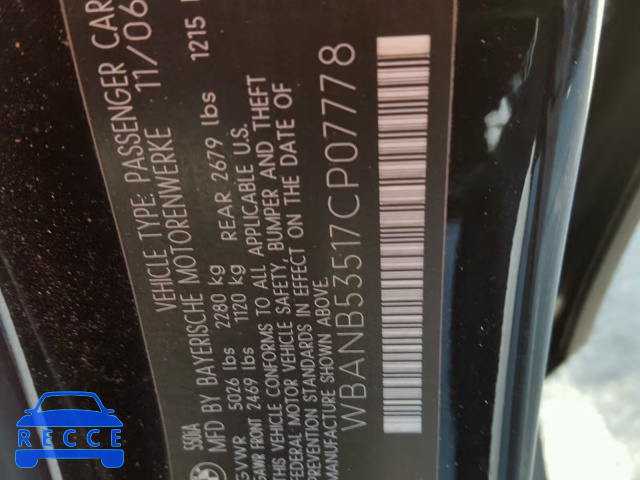 550iA
VEHICLE TYPE: PASSENGER CAR
MFD BY BAYERISCHE MOTORENWERKE 11/06
GVWR 5026 lbs 2280 kg
GAWR FRONT 2469 lbs 1120 kg REAR 2679 lbs 1215
THIS VEHICLE CONFORMS TO ALL APPLICABLE U.S.
FEDERAL MOTOR VEHICLE SAFETY, BUMPER AND THEFT
PREVENTION STANDARDS IN EFFECT ON THE DATE OF
MANUFACTURE SHOWN ABOVE.
WBANB53517CP07778
RECCE